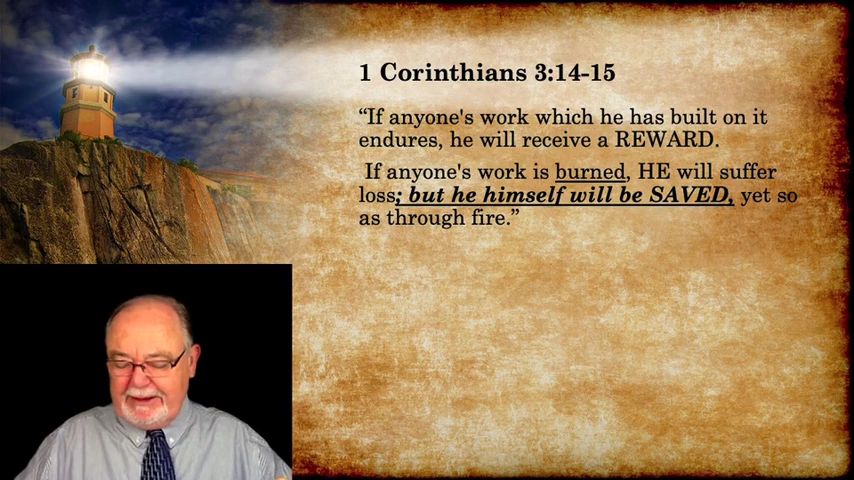 1 Corinthians 3:14-15
“If anyone's work which he has built on it
endures, he will receive a REWARD.
If anyone's work is burned, HE will suffer
loss; but he himself will be SAVED, yet so
as through fire.”